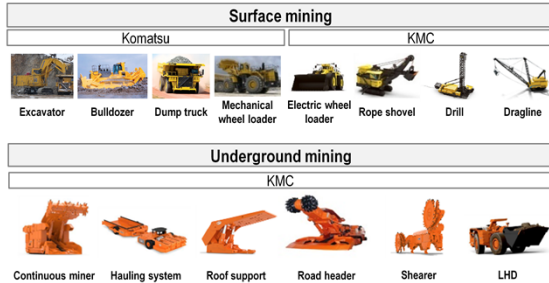 Surface mining
Komatsu
KMC
Excavator
Bulldozer
Dump truck
Mechanical
wheel loader
Electric wheel
loader
Rope shovel
Drill
Dragline
Underground mining
KMC
Continuous miner
Hauling system
Roof support
Road header
Shearer
LHD